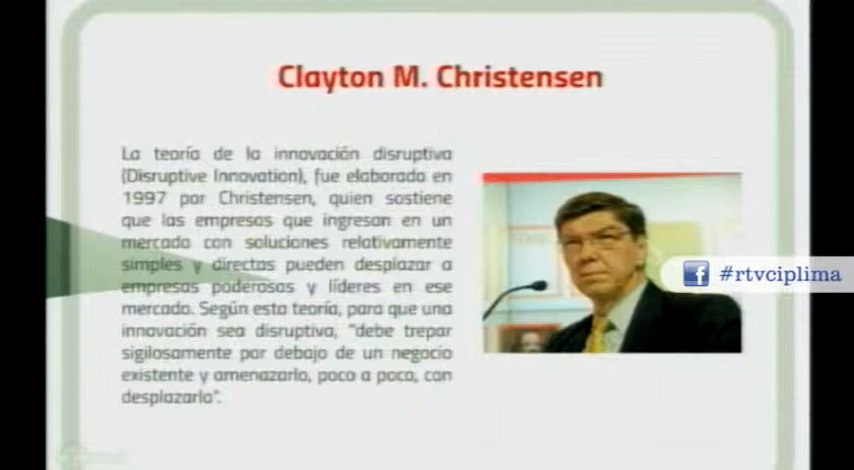 Clayton M. Christensen
La teoría de la innovación disruptiva
(Disruptive Innovation), fue elaborada en
1997 por Christensen, quien sostiene
que las empresas que ingresan en un
mercado con soluciones relativamente
simples y directas pueden desplazar a
empresas poderosas y líderes en ese
mercado. Según esta teoría, para que una
innovación sea disruptiva, "debe trepar
sigilosamente por debajo de un negocio
existente y amenazarlo, poco a poco, con
desplazarlo".
f #rtvciplima